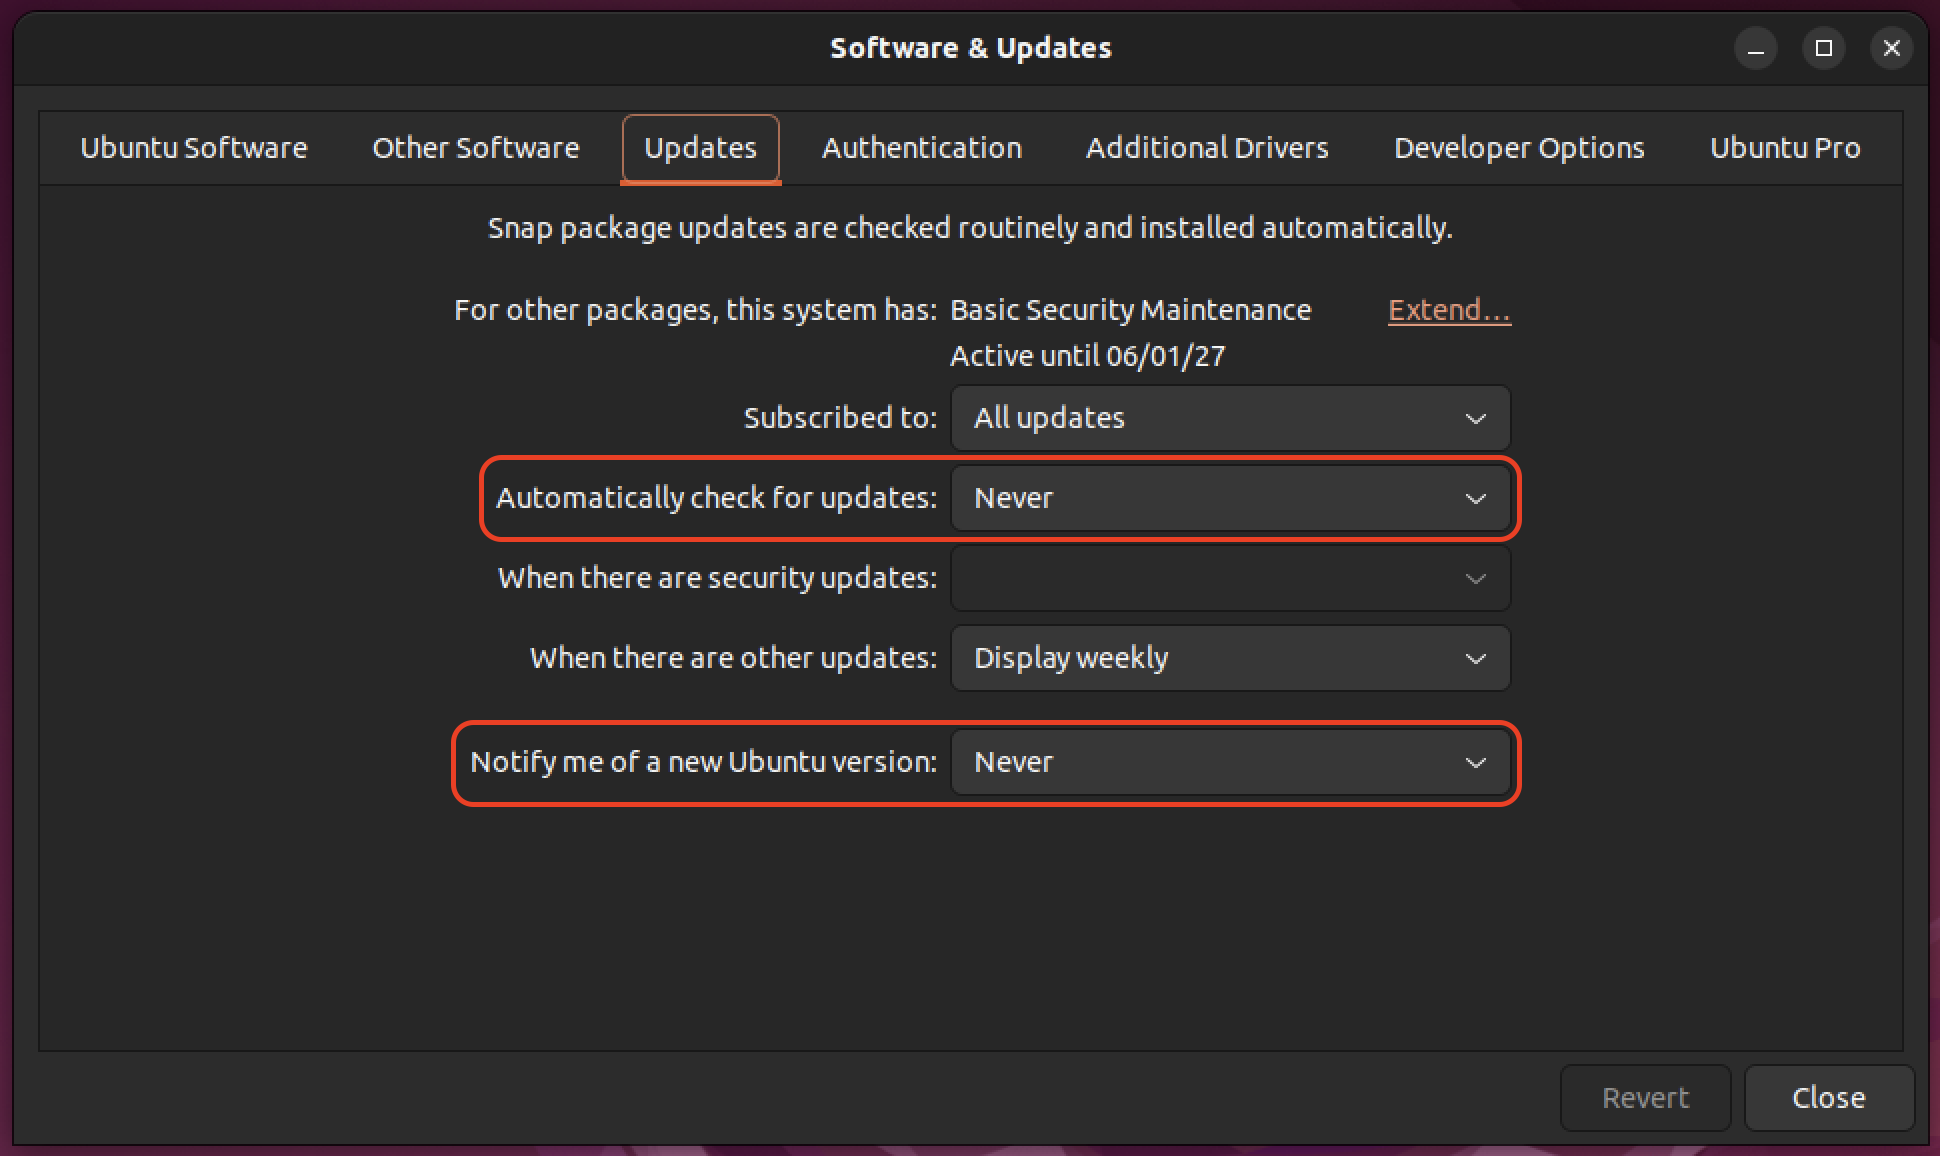 Software & Updates
Ubuntu Software Other Software Updates Authentication Additional Drivers Developer Options Ubuntu Pro
Snap package updates are checked routinely and installed automatically.
For other packages, this system has: Basic Security Maintenance Extend...
Active until 06/01/27
Subscribed to: All updates
Automatically check for updates: Never
When there are security updates:
When there are other updates: Display weekly
Notify me of a new Ubuntu version: Never
Revert Close